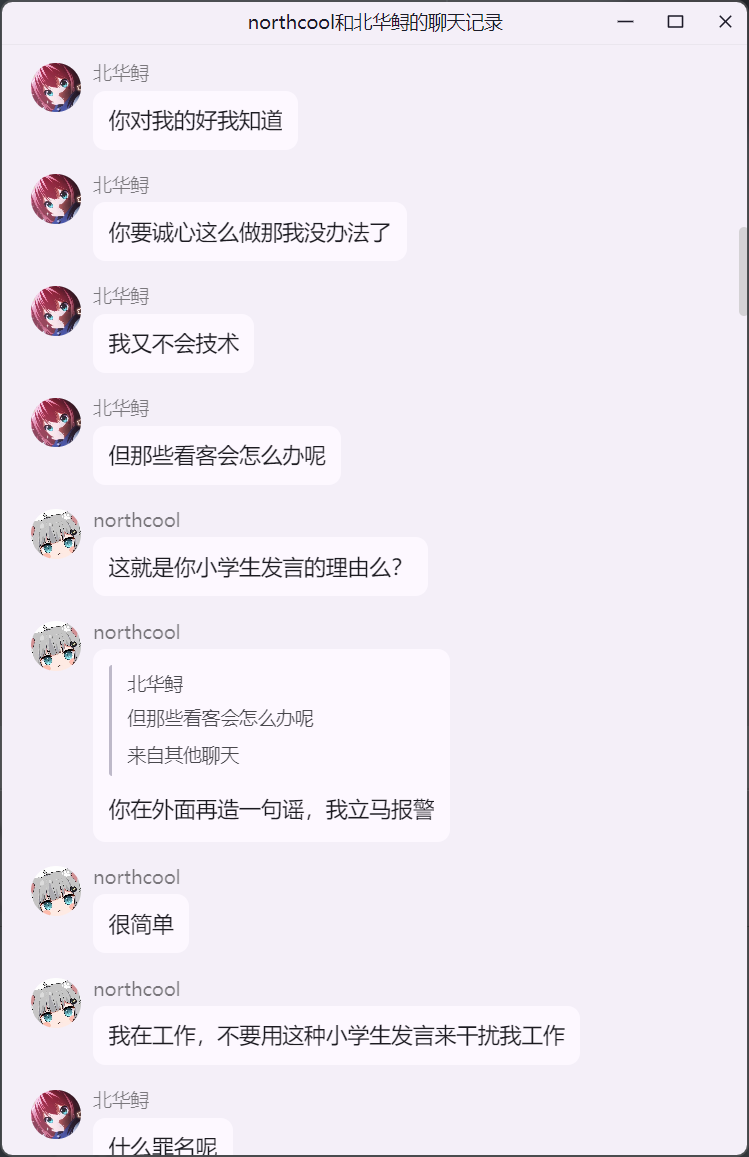 northcool和北华鲟的聊天记录
北华鲟
你对我的好我知道
北华鲟
你要诚心这么做那我没办法了
北华鲟
我又不会技术
北华鲟
但那些看客会怎么办呢
northcool
这就是你小学生发言的理由么?
northcool
北华鲟
但那些看客会怎么办呢
来自其他聊天
你在外面再造一句谣，我立马报警
northcool
很简单
northcool
我在工作，不要用这种小学生发言来干扰我工作
北华鲟
什么罪名呢